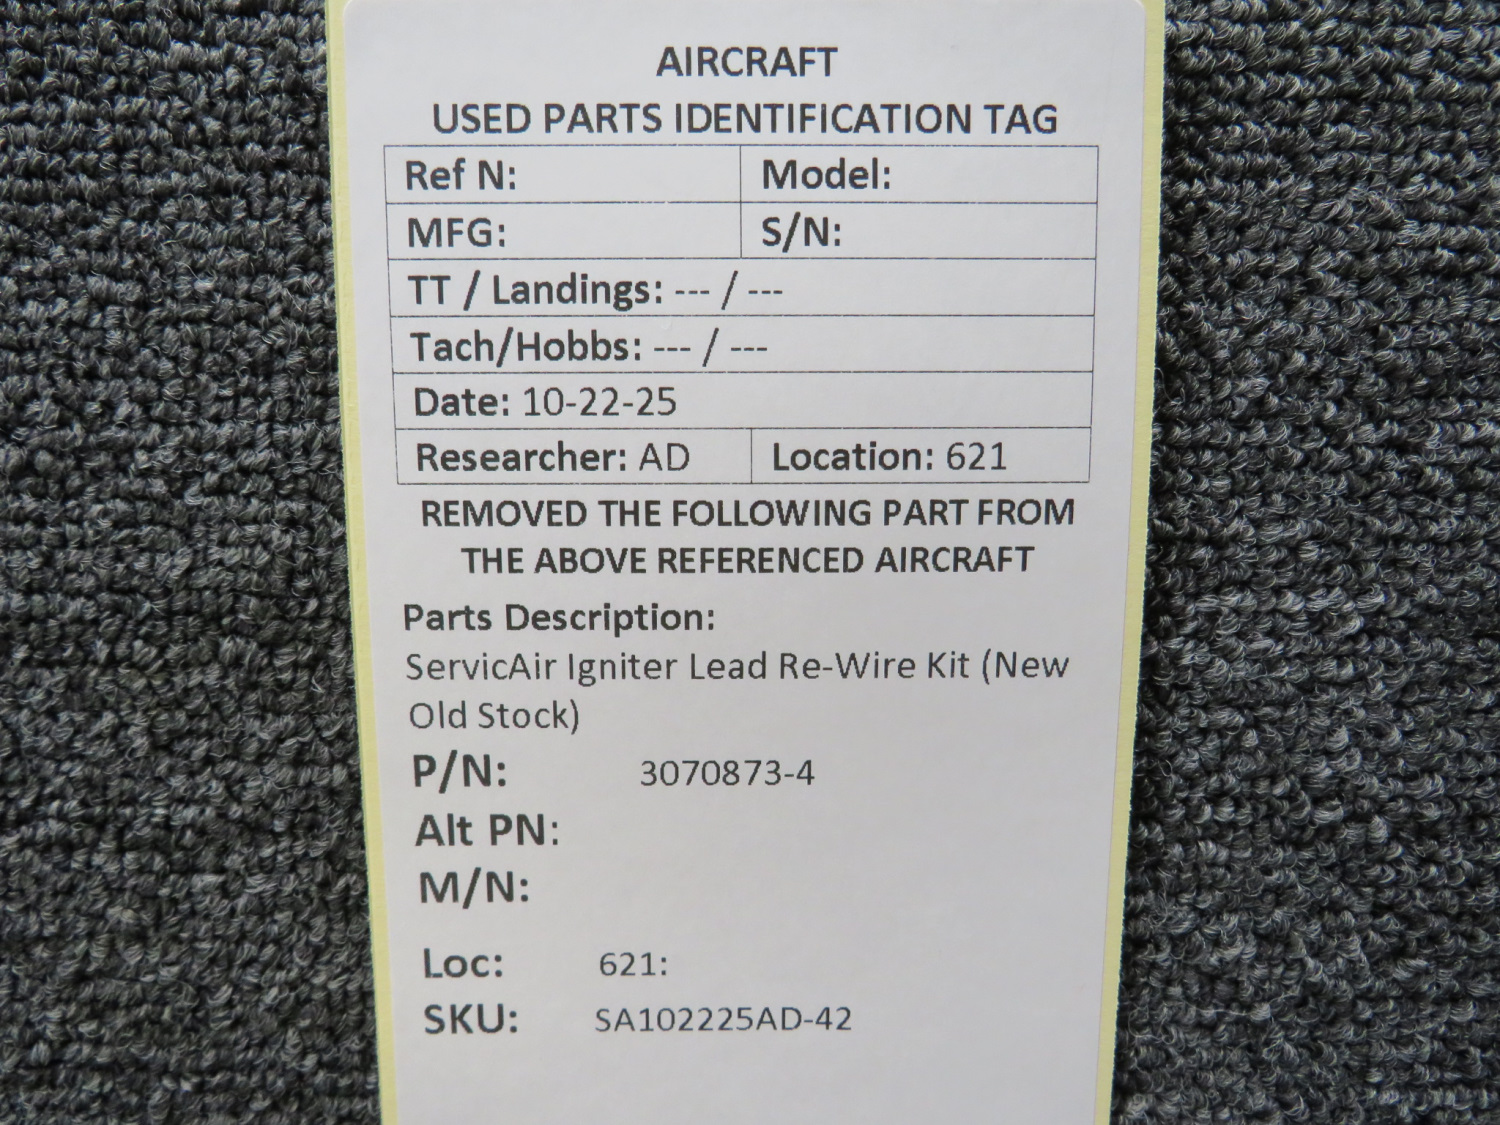 AIRCRAFT
USED PARTS IDENTIFICATION TAG
Ref N: Model:
MFG: S/N:
TT / Landings: --- / ---
Tach/Hobbs: --- / ---
Date: 10-22-25
Researcher: AD Location: 621
REMOVED THE FOLLOWING PART FROM
THE ABOVE REFERENCED AIRCRAFT
Parts Description:
ServicAir Igniter Lead Re-Wire Kit (New
Old Stock)
P/N: 3070873-4
Alt PN:
M/N:
Loc: 621:
SKU: SA102225AD-42